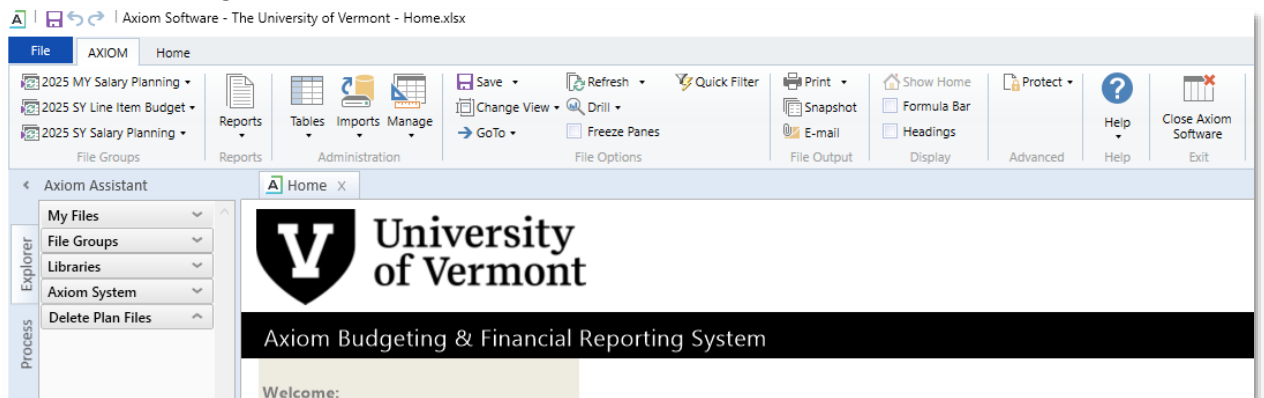 A Axiom Software - The University of Vermont - Home.xlsx
File AXIOM Home
2025 MY Salary Planning
2025 SY Line Item Budget
2025 SY Salary Planning
File Groups
Reports
Reports
Tables Imports Manage
Administration
Save Refresh Quick Filter
Change View Drill
GoTo Freeze Panes
File Options
Print
Snapshot
E-mail
File Output
Show Home
Formula Bar
Headings
Display
Protect
Advanced
? Help
Help
Close Axiom
Software
Exit
Axiom Assistant
A Home X
Explorer
Process
My Files
File Groups
Libraries
Axiom System
Delete Plan Files
V
University
of Vermont
Axiom Budgeting & Financial Reporting System
Welcome: